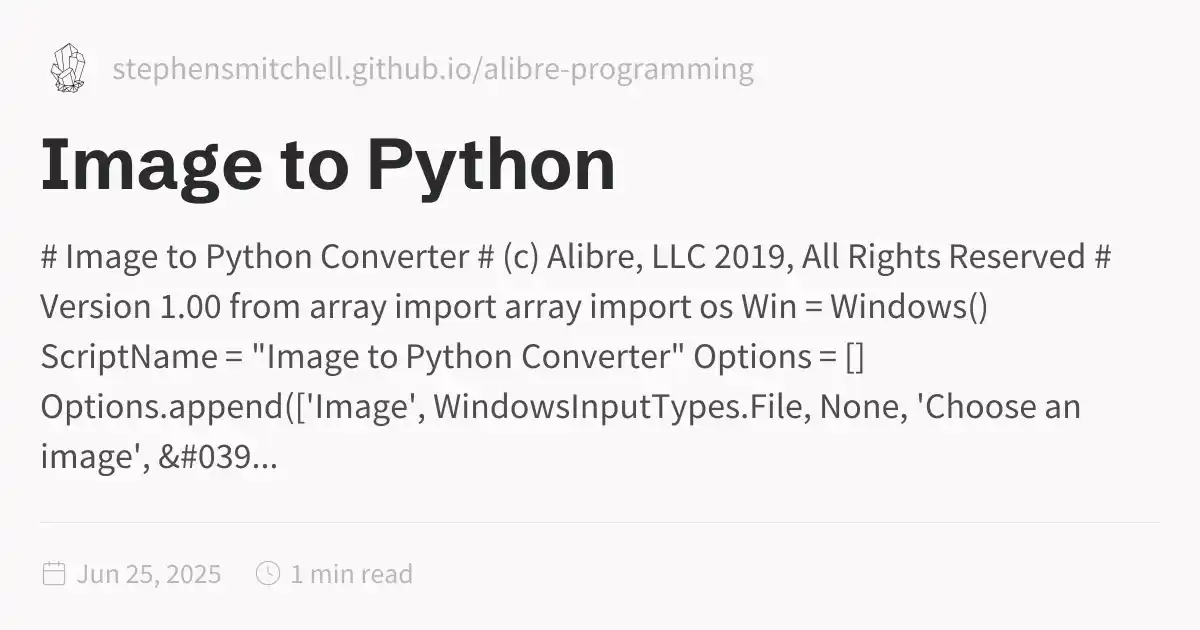 stephensmitchell.github.io/alibre-programming
Image to Python
# Image to Python Converter # (c) Alibre, LLC 2019, All Rights Reserved #
Version 1.00 from array import array import os Win = Windows()
ScriptName = "Image to Python Converter" Options = []
Options.append(['Image', WindowsInputTypes.File, None, 'Choose an
image', &#039...
Jun 25, 2025 1 min read